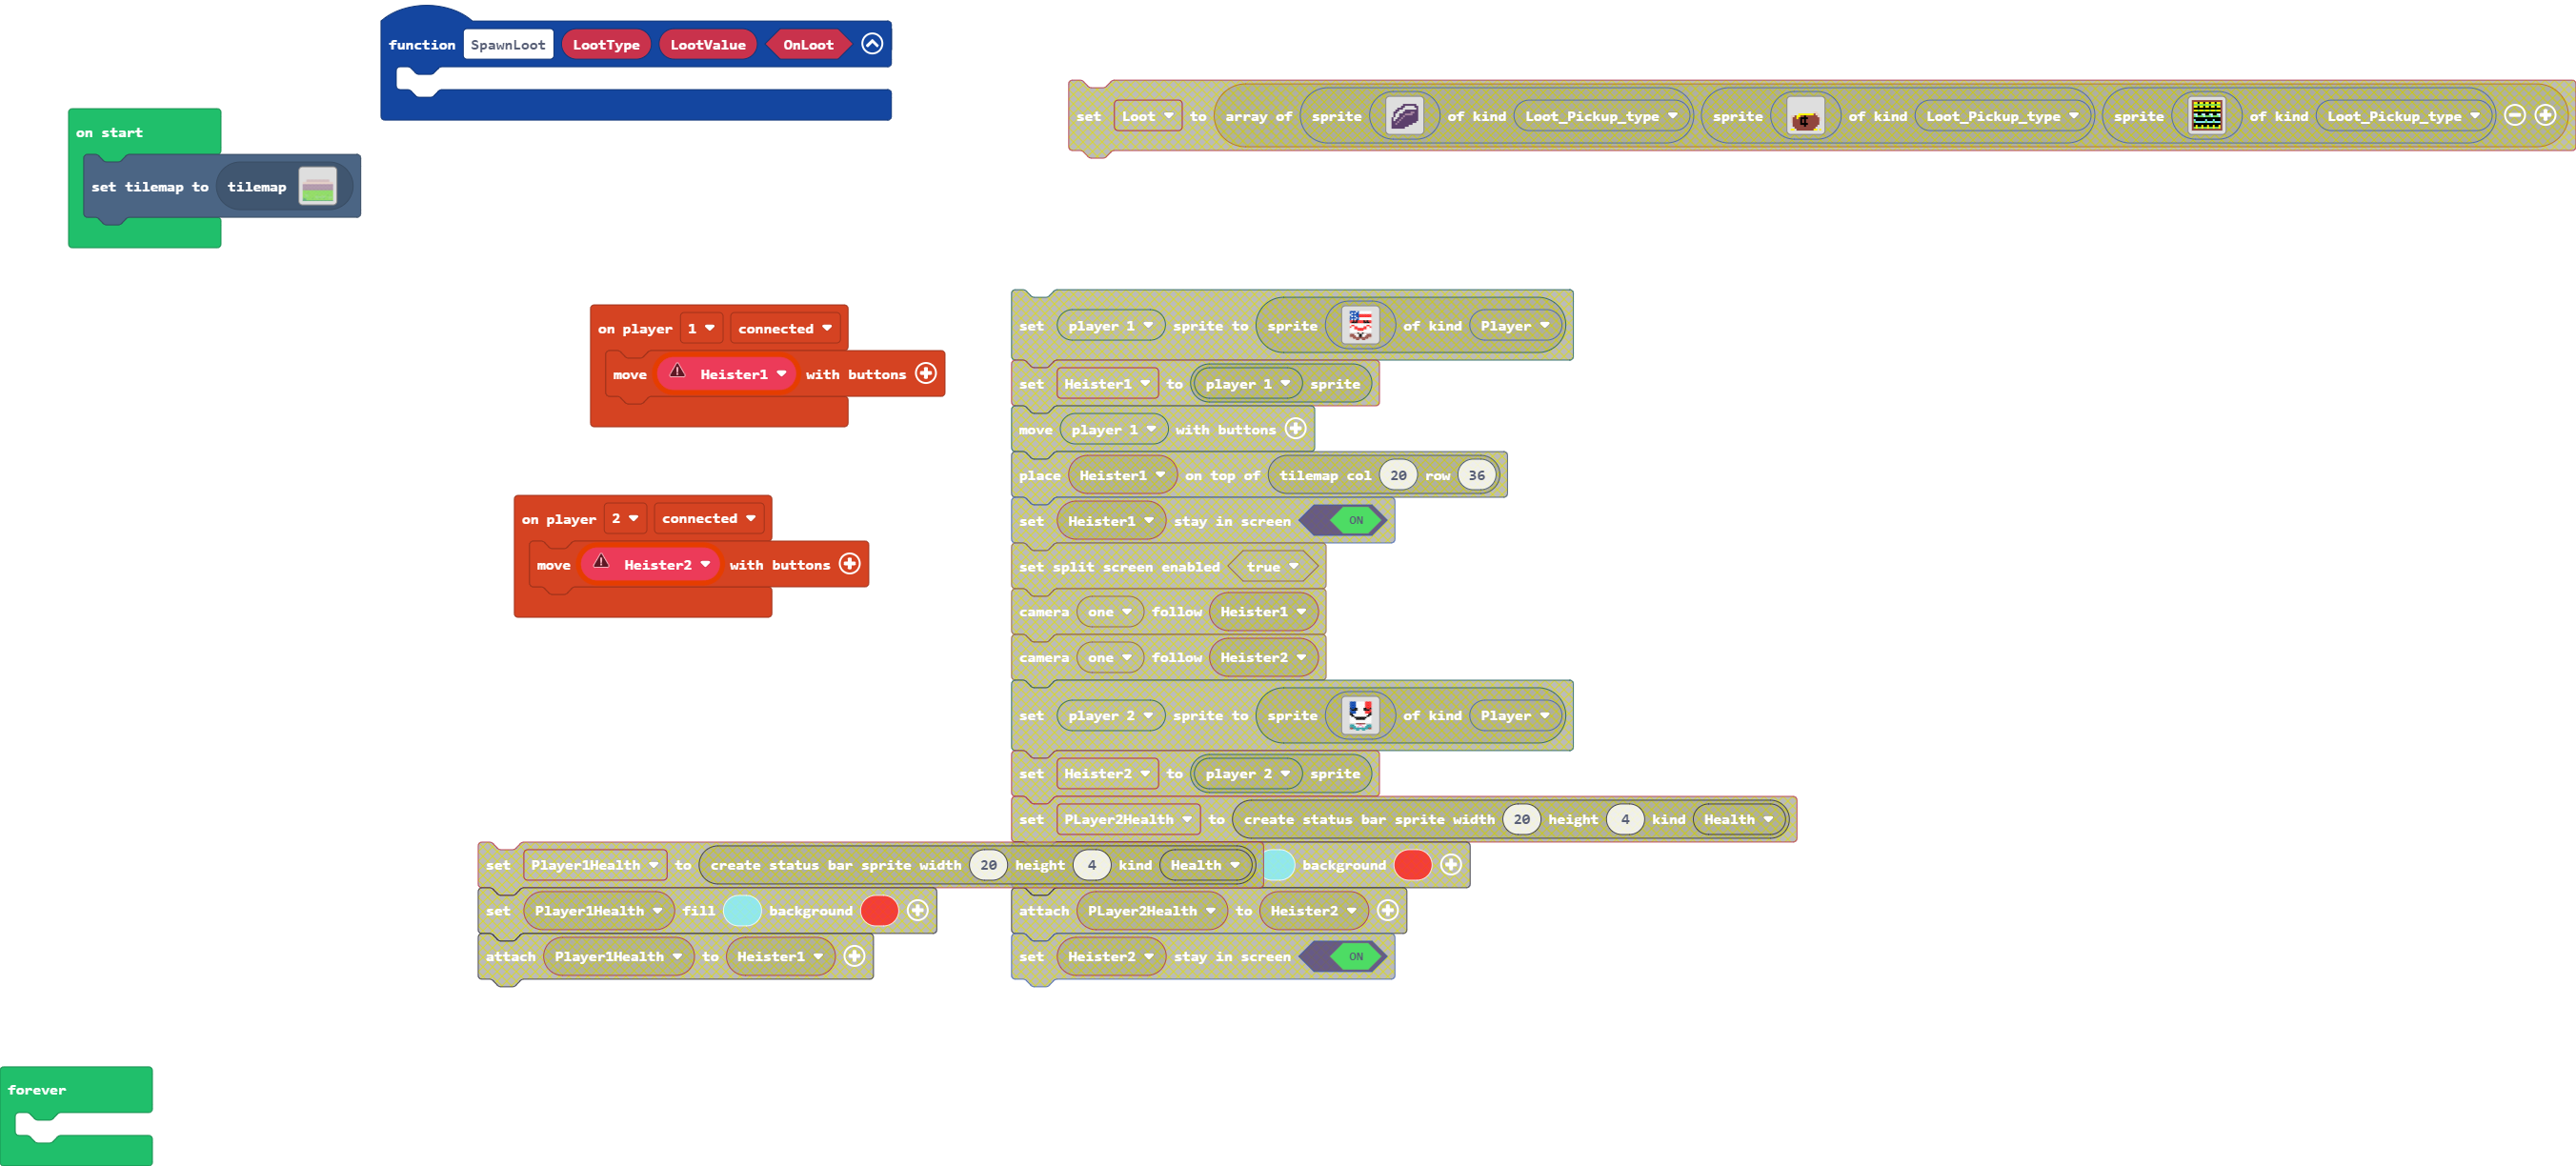 function SpawnLoot LootType LootValue OnLoot
set Loot to array of sprite of kind Loot_Pickup_type sprite of kind Loot_Pickup_type sprite of kind Loot_Pickup_type
on start
set tilemap to tilemap
on player 1 connected
move Heister1 with buttons
on player 2 connected
move Heister2 with buttons
set player 1 sprite to sprite of kind Player
set Heister1 to player 1 sprite
move player 1 with buttons
place Heister1 on top of tilemap col 20 row 36
set Heister1 stay in screen ON
set split screen enabled true
camera one follow Heister1
camera one follow Heister2
set player 2 sprite to sprite of kind Player
set Heister2 to player 2 sprite
set PLayer2Health to create status bar sprite width 20 height 4 kind Health
background
attach PLayer2Health to Heister2
set Heister2 stay in screen ON
set Player1Health to create status bar sprite width 20 height 4 kind Health
set Player1Health fill background
attach Player1Health to Heister1
forever